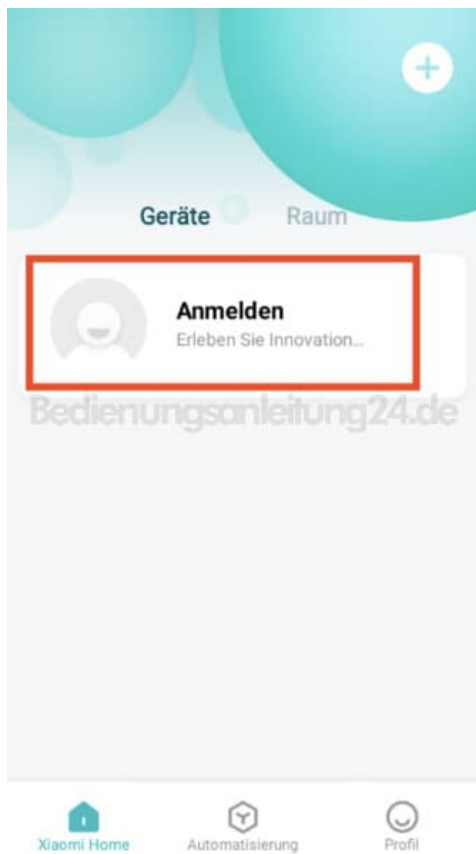 Geräte Raum
Anmelden
Erleben Sie Innovation...
Bedienungsanleitung24.de
Xiaomi Home Automatisierung Profil